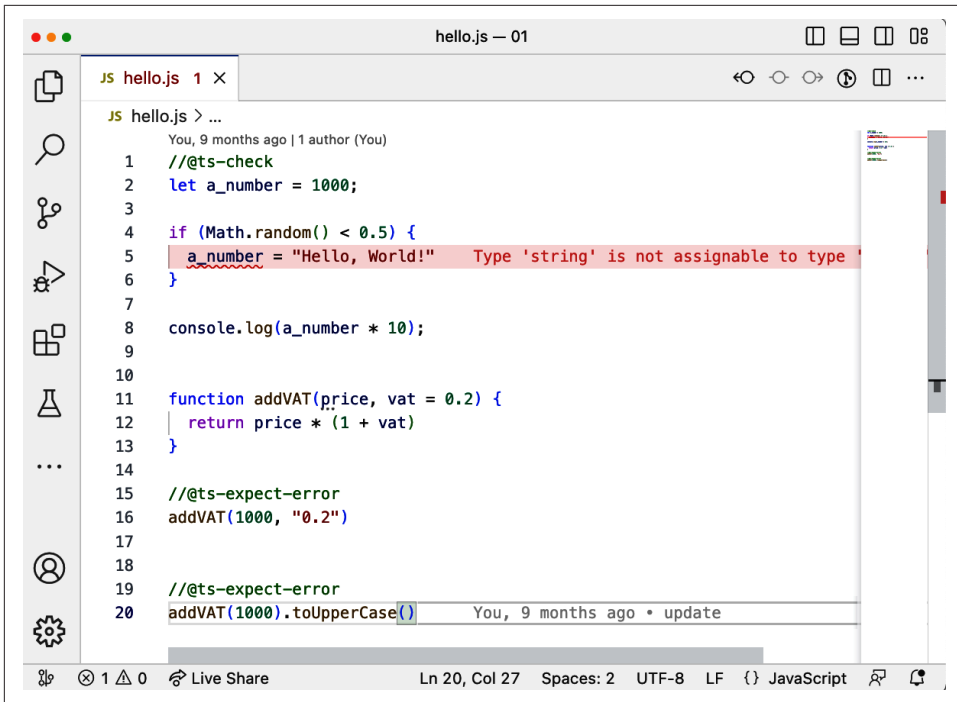 hello.js — 01
JS hello.js 1
JS hello.js > ...
You, 9 months ago | 1 author (You)
1 //@ts-check
2 let a_number = 1000;
3
4 if (Math.random() < 0.5) {
5 a_number = "Hello, World!" Type 'string' is not assignable to type '
6 }
7
8 console.log(a_number * 10);
9
10
11 function addVAT(price, vat = 0.2) {
12 return price * (1 + vat)
13 }
14
15 //@ts-expect-error
16 addVAT(1000, "0.2")
17
18
19 //@ts-expect-error
20 addVAT(1000).toUpperCase() You, 9 months ago • update
1 0 Live Share Ln 20, Col 27 Spaces: 2 UTF-8 LF {} JavaScript